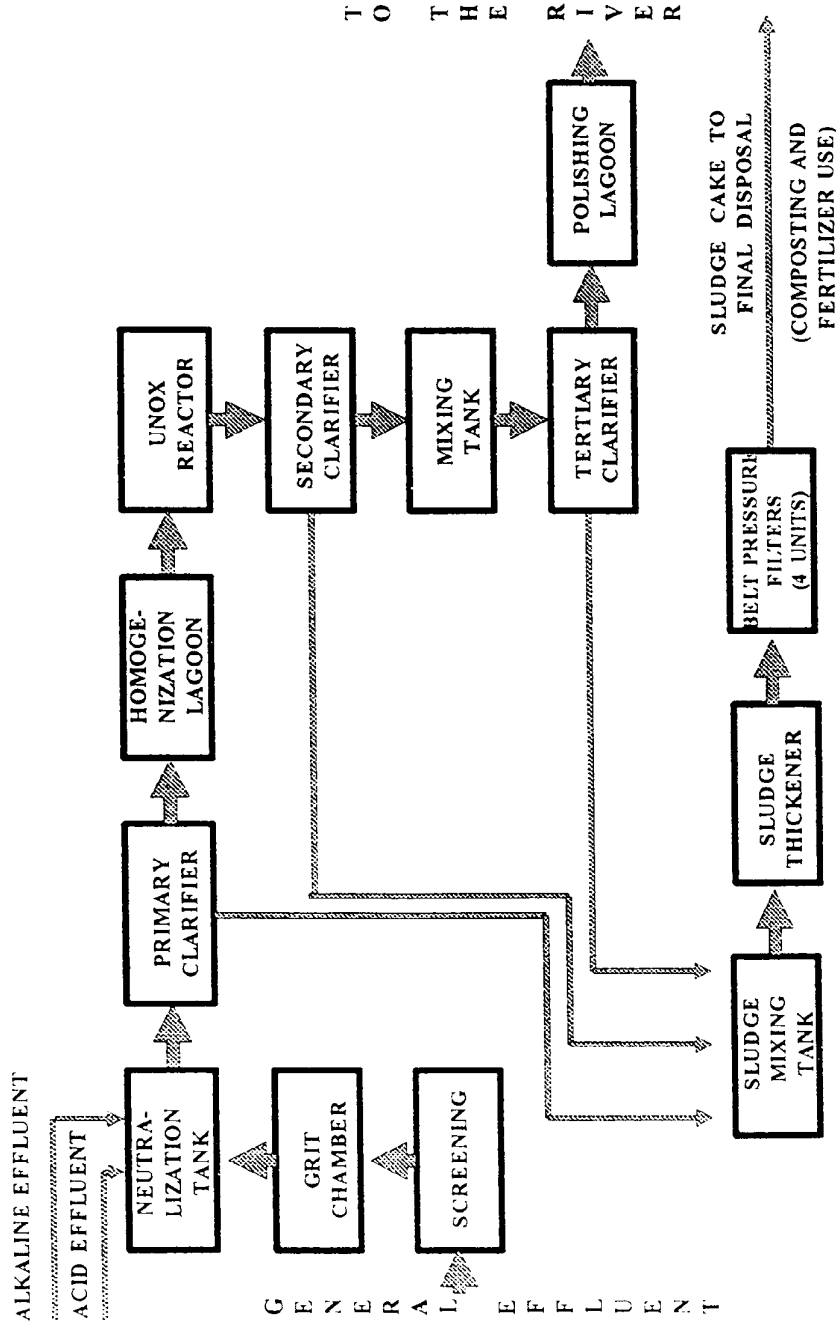 ALKALINE EFFLUENT
ACID EFFLUENT
NEUTRA-
LIZATION
TANK
GRIT
CHAMBER
SCREENING
GENERAL EFFLUENT
PRIMARY
CLARIFIER
HOMOGE-
NIZATION
LAGOON
UNOX
REACTOR
SECONDARY
CLARIFIER
MIXING
TANK
TERTIARY
CLARIFIER
POLISHING
LAGOON
TO THE RIVER
SLUDGE
MIXING
TANK
SLUDGE
THICKENER
BELT PRESSURE
FILTERS
(4 UNITS)
SLUDGE CAKE TO
FINAL DISPOSAL
(COMPOSTING AND
FERTILIZER USE)